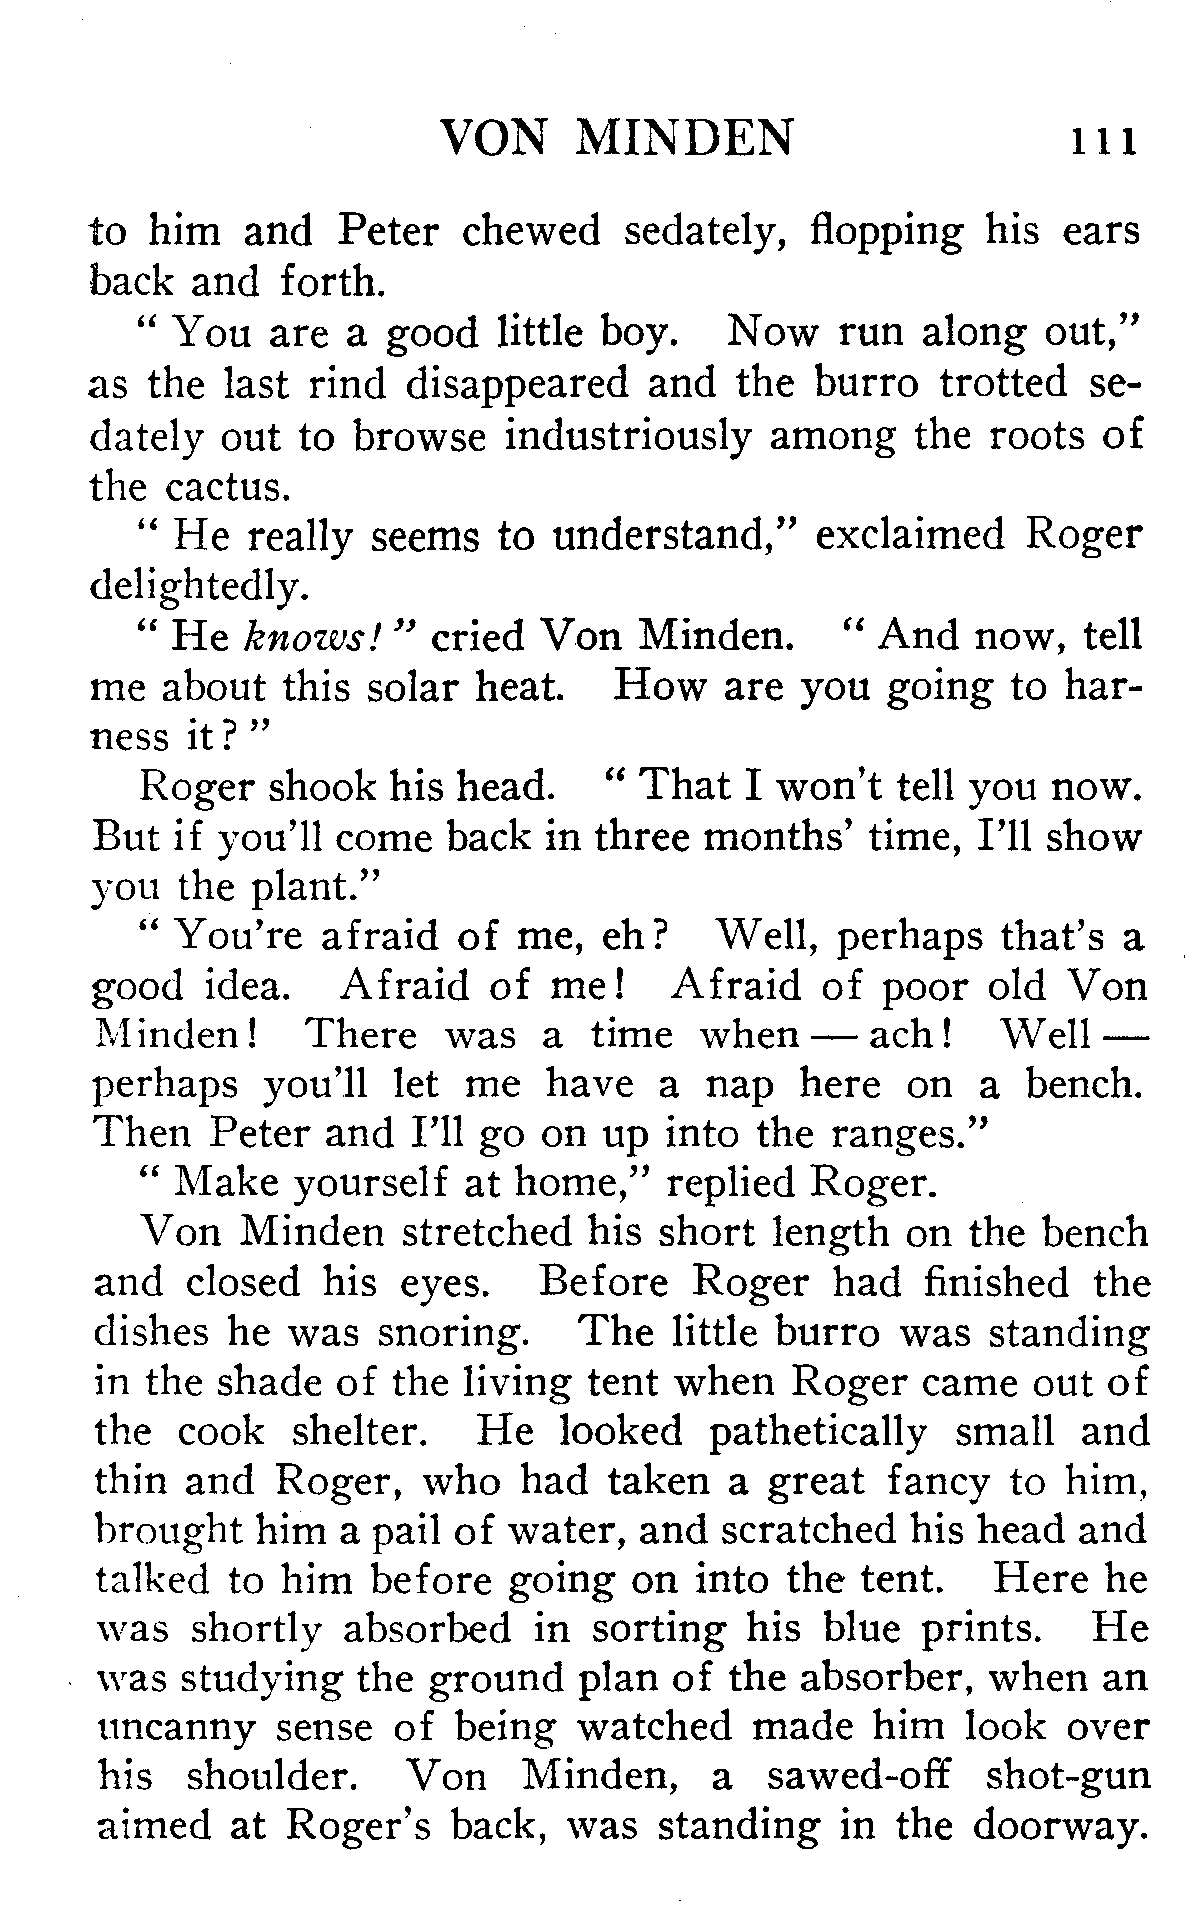 VON MINDEN 111
to him and Peter chewed sedately, flopping his ears
back and forth.
" You are a good little boy. Now run along out,"
as the last rind disappeared and the burro trotted se-
dately out to browse industriously among the roots of
the cactus.
" He really seems to understand," exclaimed Roger
delightedly.
" He knows! " cried Von Minden. " And now, tell
me about this solar heat. How are you going to har-
ness it? "
Roger shook his head. " That I won't tell you now.
But if you'll come back in three months' time, I'll show
you the plant."
" You're afraid of me, eh? Well, perhaps that's a
good idea. Afraid of me! Afraid of poor old Von
Minden! There was a time when — ach! Well —
perhaps you'll let me have a nap here on a bench.
Then Peter and I'll go on up into the ranges."
" Make yourself at home," replied Roger.
Von Minden stretched his short length on the bench
and closed his eyes. Before Roger had finished the
dishes he was snoring. The little burro was standing
in the shade of the living tent when Roger came out of
the cook shelter. He looked pathetically small and
thin and Roger, who had taken a great fancy to him,
brought him a pail of water, and scratched his head and
talked to him before going on into the tent. Here he
was shortly absorbed in sorting his blue prints. He
was studying the ground plan of the absorber, when an
uncanny sense of being watched made him look over
his shoulder. Von Minden, a sawed-off shot-gun
aimed at Roger's back, was standing in the doorway.